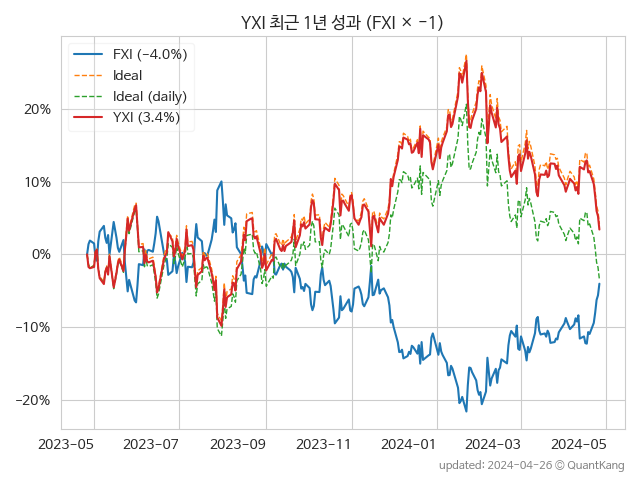 YXI 최근 1년 성과 (FXI × -1)
FXI (-4.0%)
Ideal
Ideal (daily)
YXI (3.4%)
20%
10%
0%
−10%
−20%
2023-05 2023-07 2023-09 2023-11 2024-01 2024-03 2024-05
updated: 2024-04-26 © QuantKang